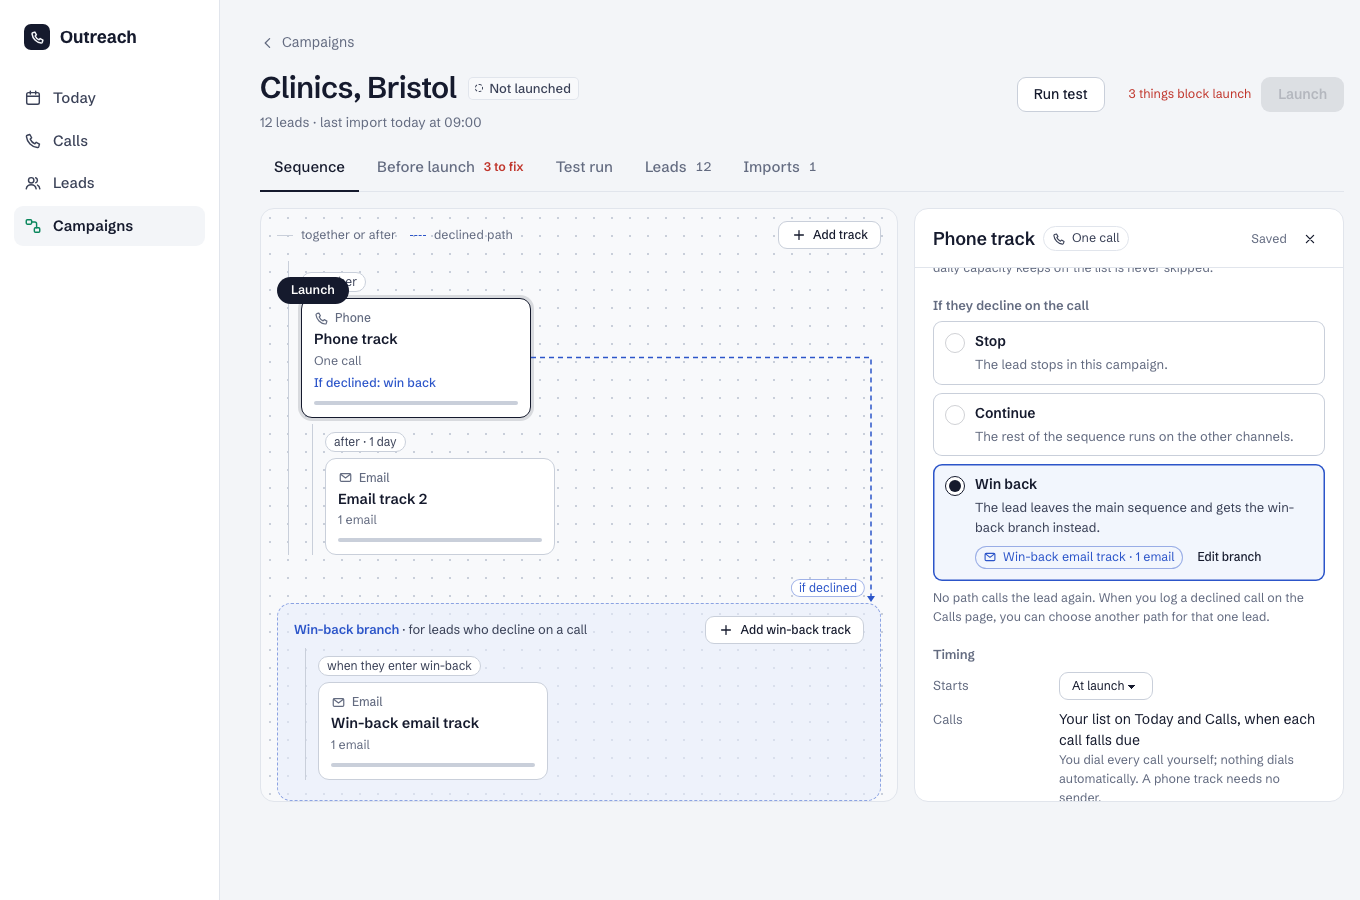 Outreach
Today
Calls
Leads
Campaigns
Campaigns
Clinics, Bristol
Not launched
12 leads · last import today at 09:00
Run test
3 things block launch
Launch
Sequence
Before launch 3 to fix
Test run
Leads 12
Imports 1
together or after
declined path
Add track
Launch
Phone
Phone track
One call
If declined: win back
after · 1 day
Email
Email track 2
1 email
if declined
Win-back branch · for leads who decline on a call
Add win-back track
when they enter win-back
Email
Win-back email track
1 email
Phone track
One call
Saved
daily capacity keeps off the list is never skipped.
If they decline on the call
Stop
The lead stops in this campaign.
Continue
The rest of the sequence runs on the other channels.
Win back
The lead leaves the main sequence and gets the win-
back branch instead.
Win-back email track · 1 email
Edit branch
No path calls the lead again. When you log a declined call on the
Calls page, you can choose another path for that one lead.
Timing
Starts
At launch
Calls
Your list on Today and Calls, when each
call falls due
You dial every call yourself; nothing dials
automatically. A phone track needs no
sender.